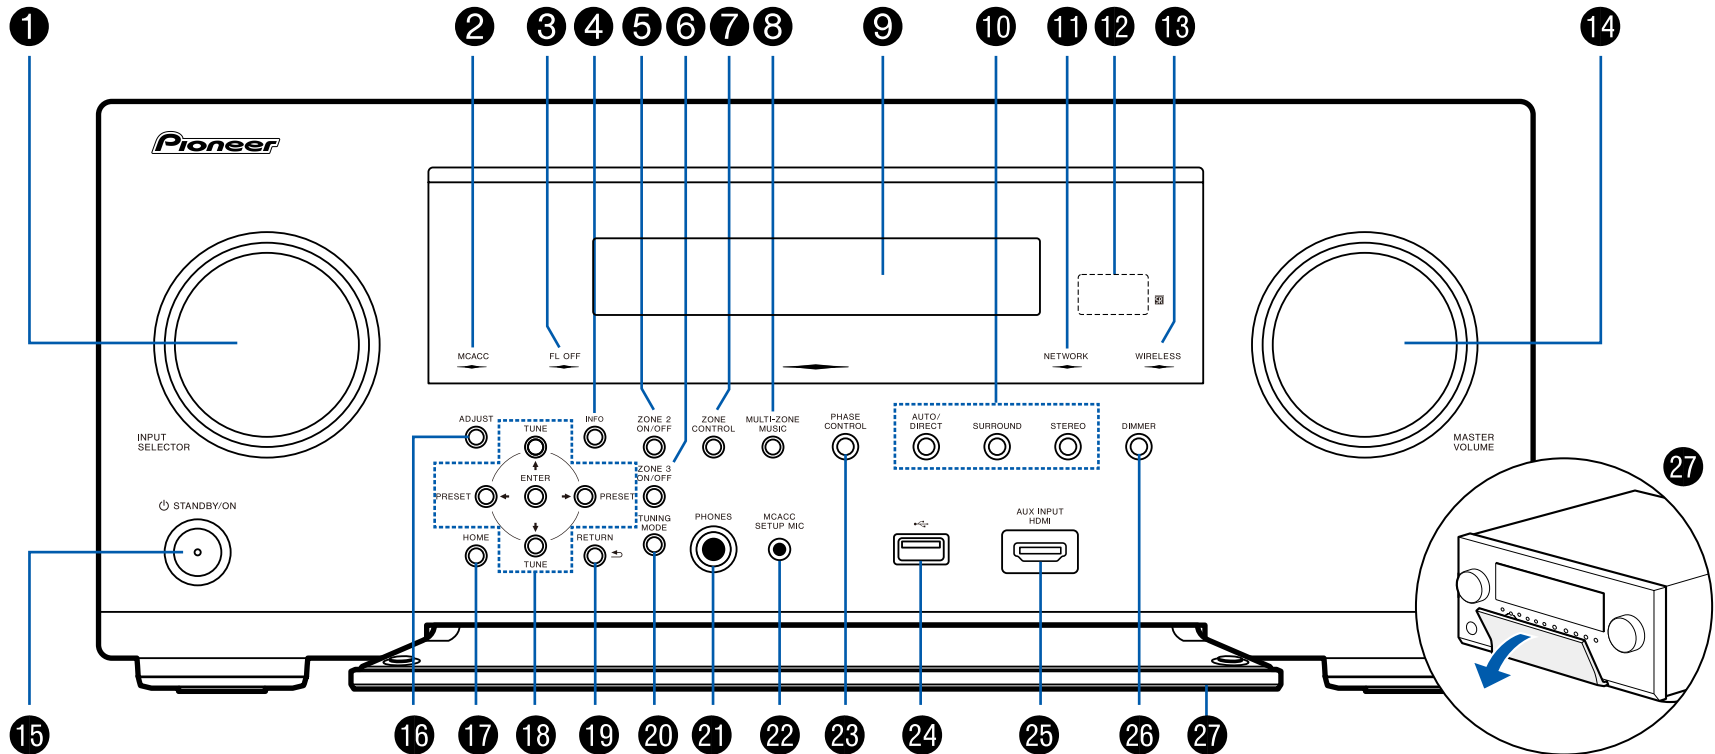 1 2 3 4 5 6 7 8 9 10 11 12 13 14
Pioneer
MCACC
FL OFF
NETWORK
WIRELESS
ADJUST
TUNE
INFO
ZONE 2
ON/OFF
ZONE
CONTROL
MULTI-ZONE
MUSIC
PHASE
CONTROL
AUTO/
DIRECT
SURROUND
STEREO
DIMMER
INPUT
SELECTOR
MASTER
VOLUME
27
PRESET
ENTER
PRESET
ZONE 3
ON/OFF
STANDBY/ON
HOME
TUNE
RETURN
TUNING
MODE
PHONES
MCACC
SETUP MIC
AUX INPUT
HDMI
15 16 17 18 19 20 21 22 23 24 25 26 27